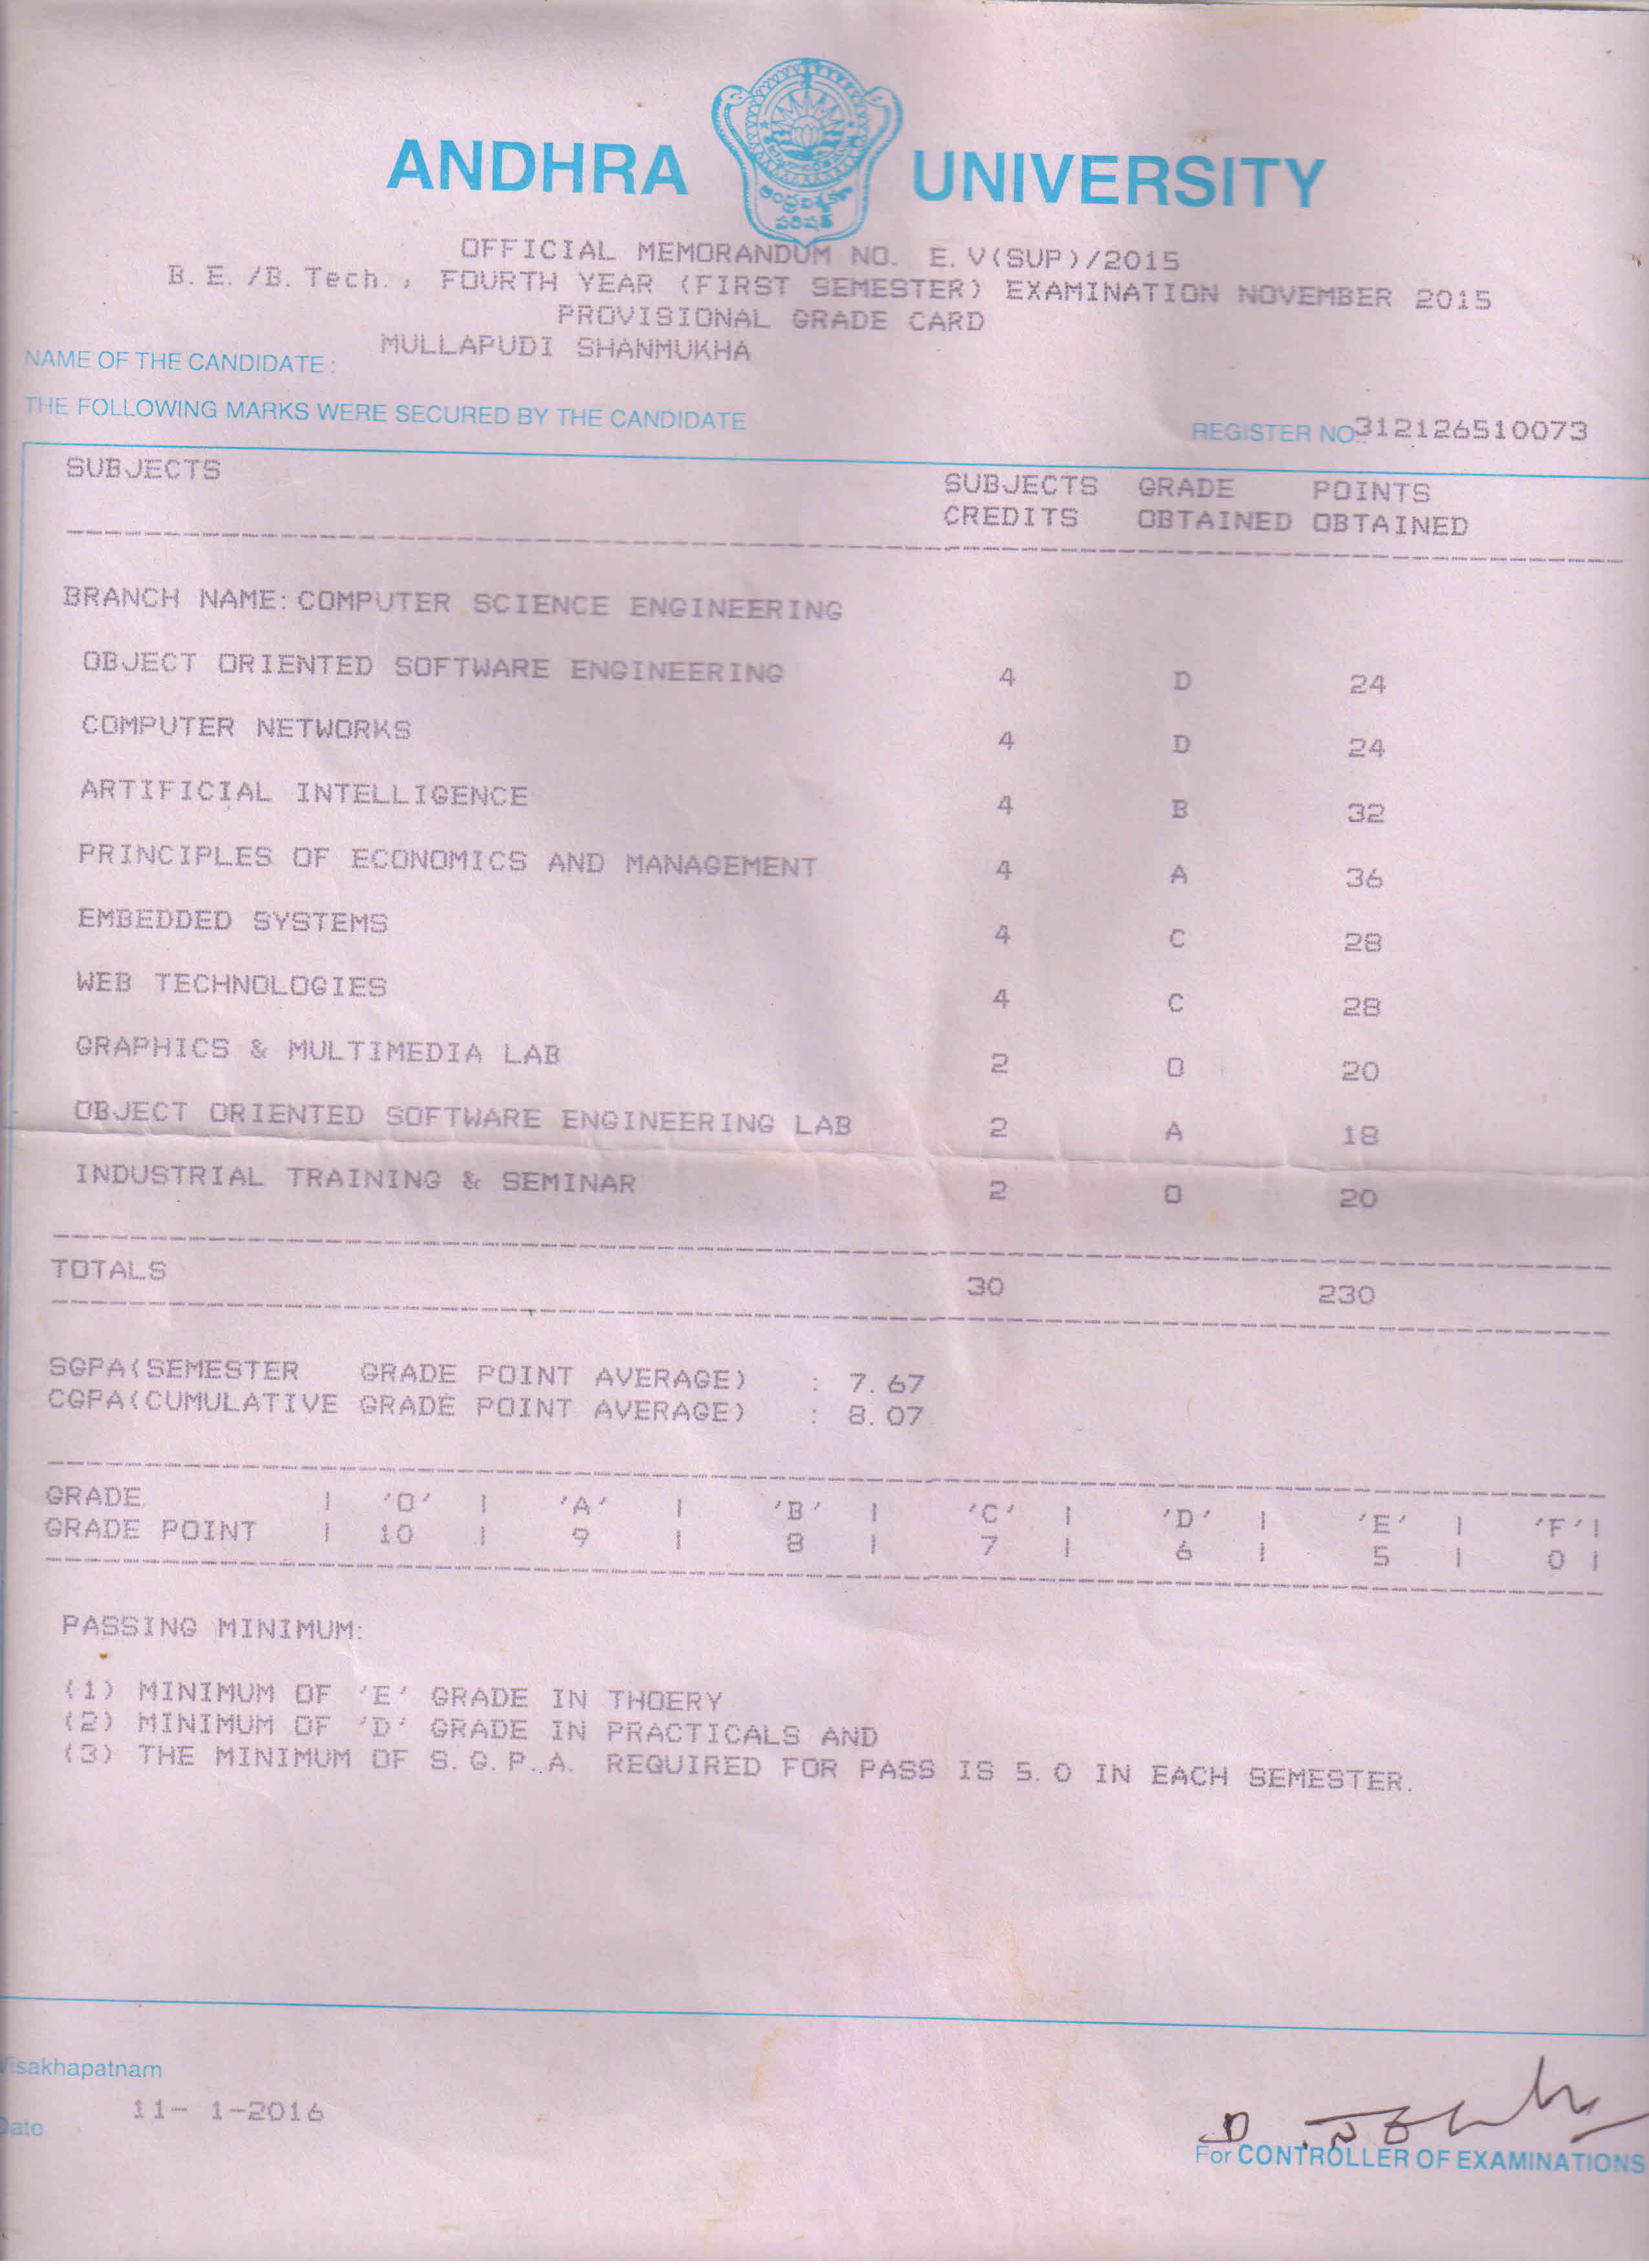 ANDHRA UNIVERSITY
ఆంధ్రవిశ్వకళా
పరిషత్
OFFICIAL MEMORANDUM NO. E.V(SUP)/2015
B.E./B.Tech., FOURTH YEAR (FIRST SEMESTER) EXAMINATION NOVEMBER 2015
PROVISIONAL GRADE CARD
NAME OF THE CANDIDATE : MULLAPUDI SHANMUKHA
THE FOLLOWING MARKS WERE SECURED BY THE CANDIDATE
REGISTER NO.: 312126510073
SUBJECTS SUBJECTS GRADE POINTS
CREDITS OBTAINED OBTAINED
BRANCH NAME: COMPUTER SCIENCE ENGINEERING
OBJECT ORIENTED SOFTWARE ENGINEERING 4 D 24
COMPUTER NETWORKS 4 D 24
ARTIFICIAL INTELLIGENCE 4 B 32
PRINCIPLES OF ECONOMICS AND MANAGEMENT 4 A 36
EMBEDDED SYSTEMS 4 C 28
WEB TECHNOLOGIES 4 C 28
GRAPHICS & MULTIMEDIA LAB 2 O 20
OBJECT ORIENTED SOFTWARE ENGINEERING LAB 2 A 18
INDUSTRIAL TRAINING & SEMINAR 2 O 20
TOTALS 30 230
SGPA(SEMESTER GRADE POINT AVERAGE) : 7.67
CGPA(CUMULATIVE GRADE POINT AVERAGE) : 8.07
GRADE | 'O' | 'A' | 'B' | 'C' | 'D' | 'E' | 'F'|
GRADE POINT | 10 | 9 | 8 | 7 | 6 | 5 | 0 |
PASSING MINIMUM:
(1) MINIMUM OF 'E' GRADE IN THOERY
(2) MINIMUM OF 'D' GRADE IN PRACTICALS AND
(3) THE MINIMUM OF S.G.P.A. REQUIRED FOR PASS IS 5.0 IN EACH SEMESTER.
Visakhapatnam
Date 11- 1-2016
For CONTROLLER OF EXAMINATIONS